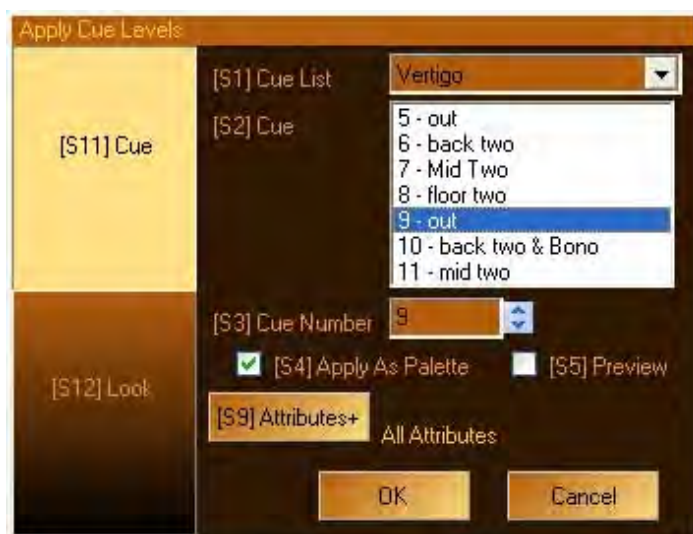 Apply Cue Levels
[S11] Cue
[S1] Cue List
Vertigo
[S2] Cue
5 - out
6 - back two
7 - Mid Two
8 - floor two
9 - out
10 - back two & Bono
11 - mid two
[S3] Cue Number
9
[S12] Look
[S4] Apply As Palette
[S5] Preview
[S9] Attributes+
All Attributes
OK
Cancel